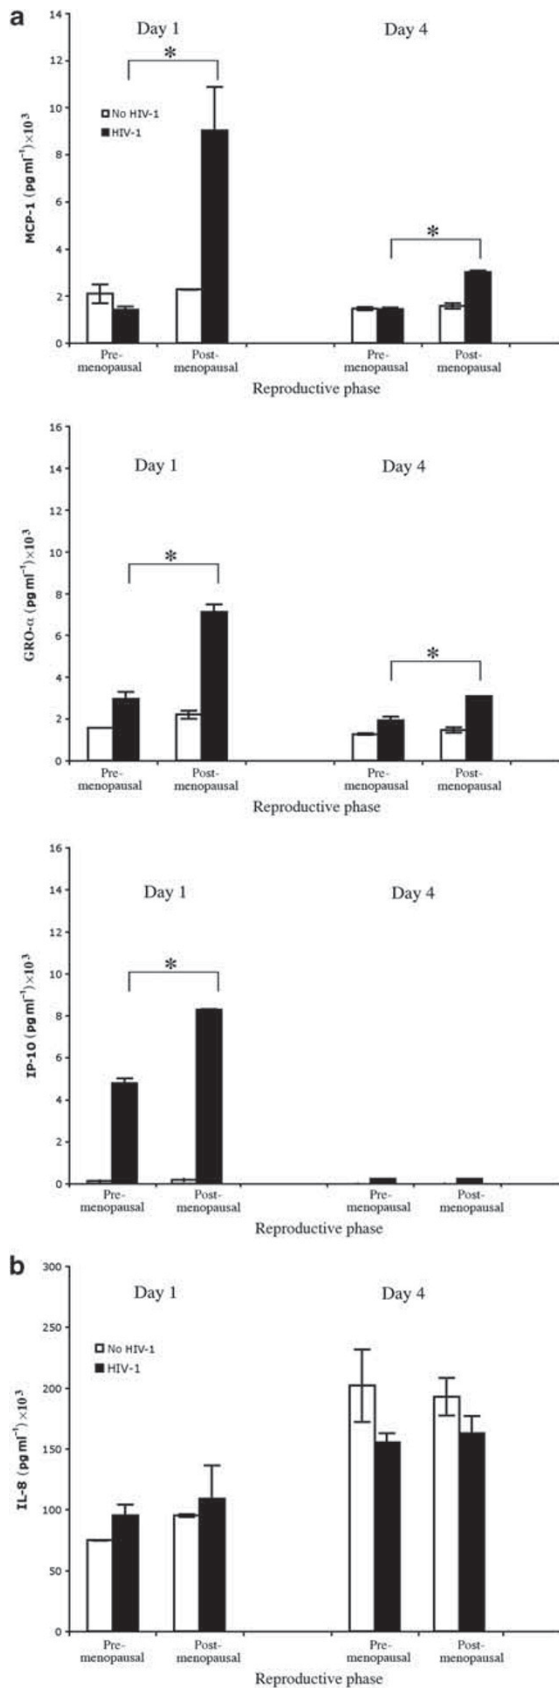 a
Day 1 Day 4
14
12
10
8
6
4
2
0
MCP-1 (pg ml⁻¹)×10³
No HIV-1
HIV-1
*
*
Pre-
menopausal
Post-
menopausal
Pre-
menopausal
Post-
menopausal
Reproductive phase
16
14
12
10
8
6
4
2
0
GRO-α (pg ml⁻¹)×10³
Day 1 Day 4
*
*
Pre-
menopausal
Post-
menopausal
Pre-
menopausal
Post-
menopausal
Reproductive phase
16
14
12
10
8
6
4
2
0
IP-10 (pg ml⁻¹)×10³
Day 1 Day 4
*
Pre-
menopausal
Post-
menopausal
Pre-
menopausal
Post-
menopausal
Reproductive phase
b
300
250
200
150
100
50
0
IL-8 (pg ml⁻¹)×10³
Day 1 Day 4
No HIV-1
HIV-1
Pre-
menopausal
Post-
menopausal
Pre-
menopausal
Post-
menopausal
Reproductive phase